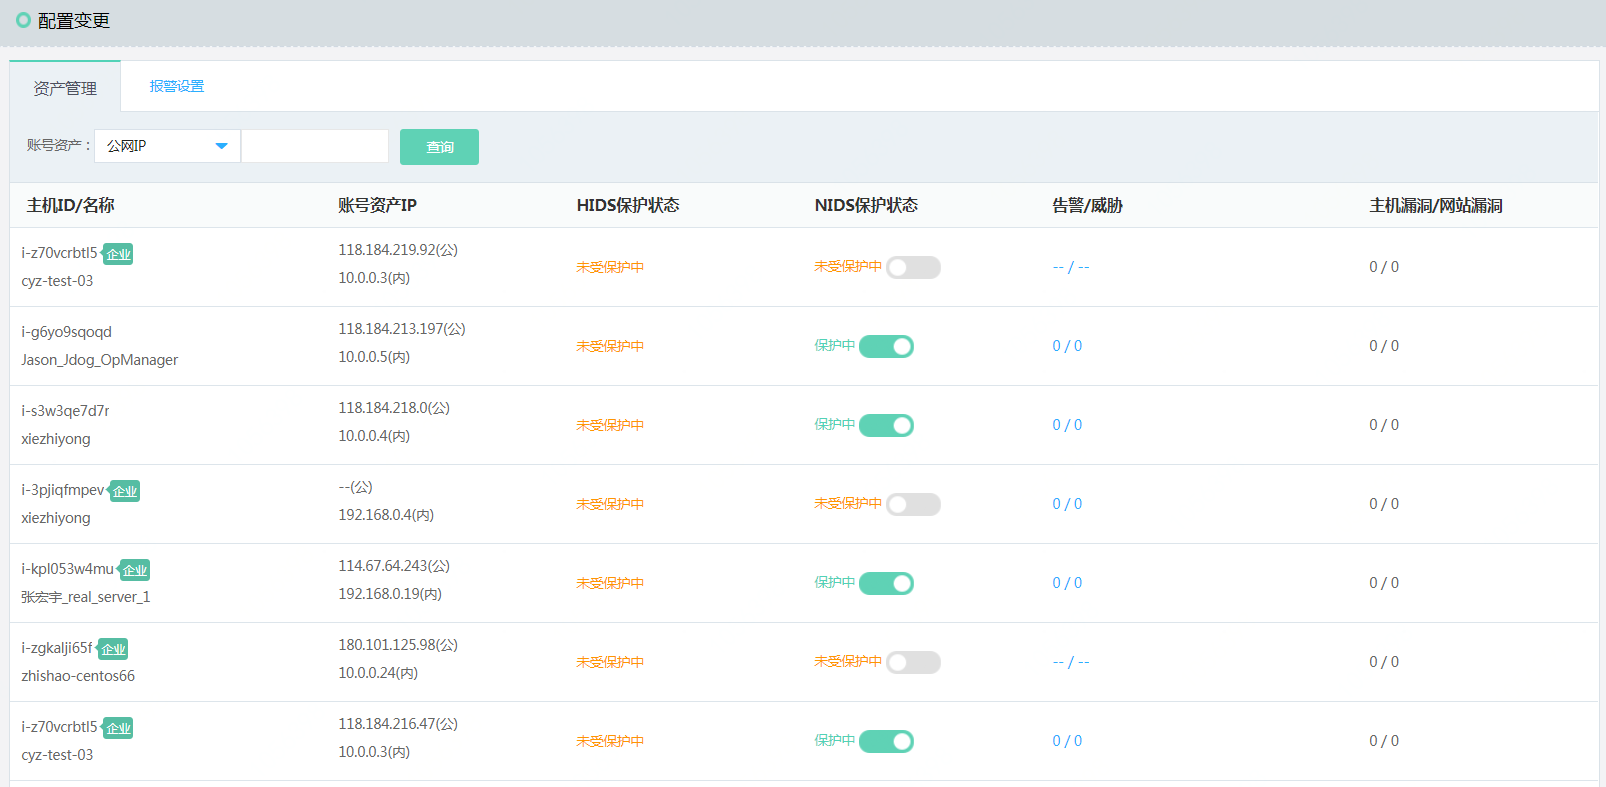 配置变更
资产管理 报警设置
账号资产： 公网IP 查询
主机ID/名称 账号资产IP HIDS保护状态 NIDS保护状态 告警/威胁 主机漏洞/网站漏洞
i-z70vcrbtl5 企业 118.184.219.92(公)
未受保护中 未受保护中 -- / -- 0 / 0
cyz-test-03 10.0.0.3(内)
i-g6yo9sqoqd 118.184.213.197(公)
未受保护中 保护中 0 / 0 0 / 0
Jason_Jdog_OpManager 10.0.0.5(内)
i-s3w3qe7d7r 118.184.218.0(公)
未受保护中 保护中 0 / 0 0 / 0
xiezhiyong 10.0.0.4(内)
i-3pjiqfmpev 企业 --(公)
未受保护中 未受保护中 0 / 0 0 / 0
xiezhiyong 192.168.0.4(内)
i-kpl053w4mu 企业 114.67.64.243(公)
未受保护中 保护中 0 / 0 0 / 0
张宏宇_real_server_1 192.168.0.19(内)
i-zgkalji65f 企业 180.101.125.98(公)
未受保护中 未受保护中 -- / -- 0 / 0
zhishao-centos66 10.0.0.24(内)
i-z70vcrbtl5 企业 118.184.216.47(公)
未受保护中 保护中 0 / 0 0 / 0
cyz-test-03 10.0.0.3(内)